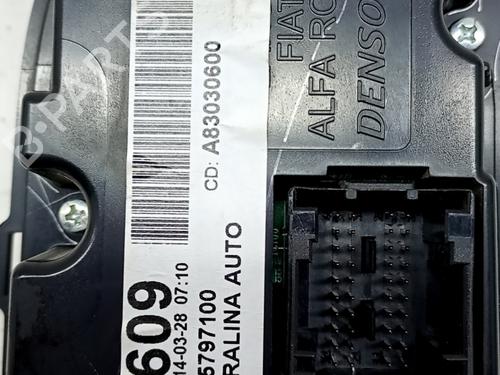 B-PARTS
609
14-03-28 07:10
CD: A83030600
5797100
RALINA AUTO
FIAT
ALFA RO
DENSO